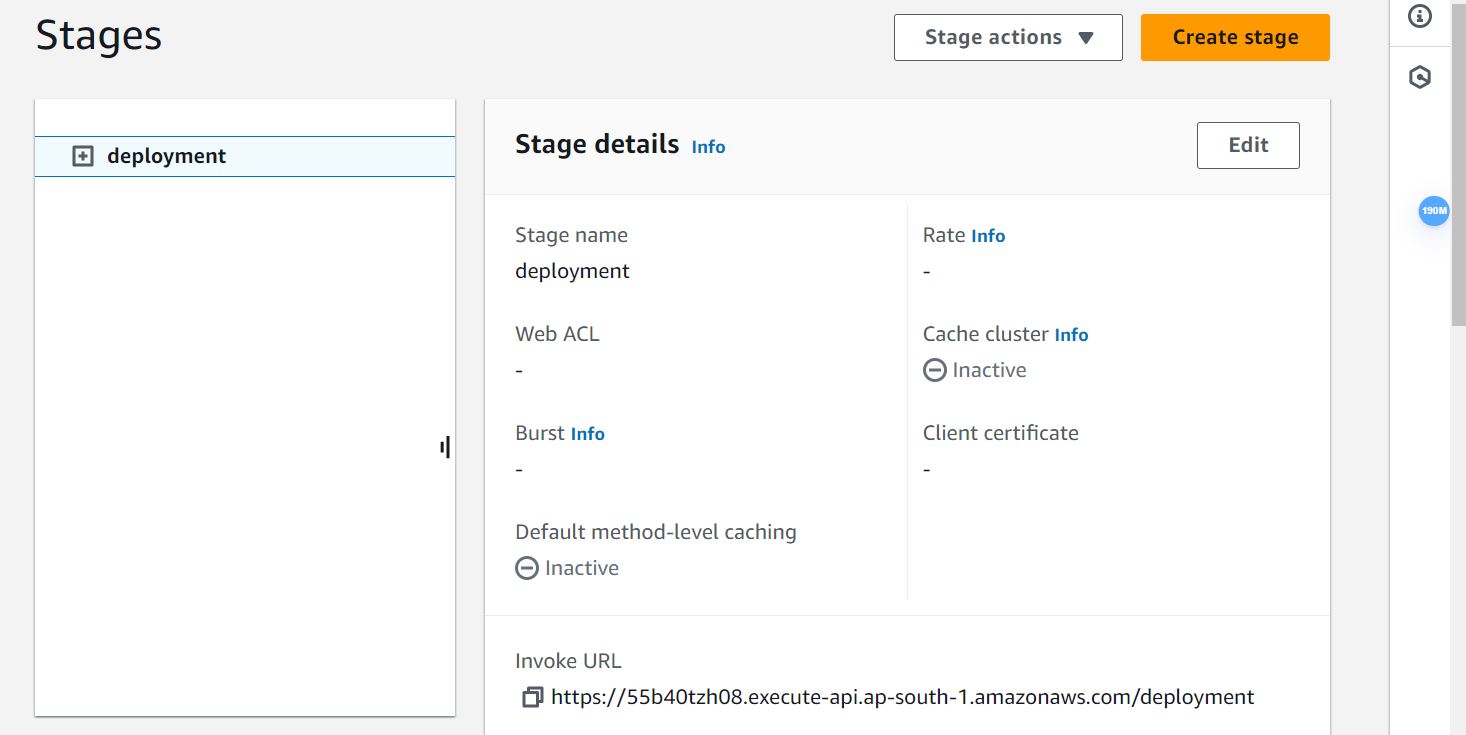 Stages
Stage actions
Create stage
deployment
Stage details Info
Edit
Stage name
deployment
Rate Info
-
Web ACL
-
Cache cluster Info
Inactive
Burst Info
-
Client certificate
-
Default method-level caching
Inactive
Invoke URL
https://55b40tzh08.execute-api.ap-south-1.amazonaws.com/deployment
190M